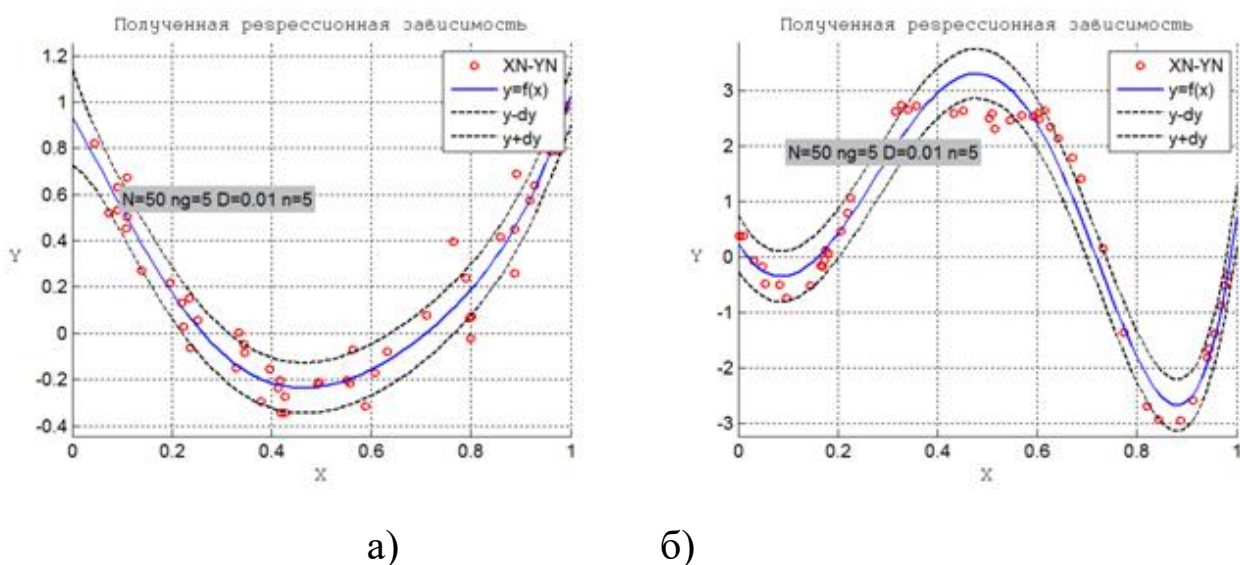 Полученная регрессионная зависимость
1.2
1
0.8
0.6
0.4
0.2
0
-0.2
-0.4
0
0.2
0.4
0.6
0.8
1
Y
X
XN-YN
y=f(x)
y-dy
y+dy
N=50 ng=5 D=0.01 n=5
Полученная регрессионная зависимость
3
2
1
0
-1
-2
-3
0
0.2
0.4
0.6
0.8
1
Y
X
XN-YN
y=f(x)
y-dy
y+dy
N=50 ng=5 D=0.01 n=5
а) б)